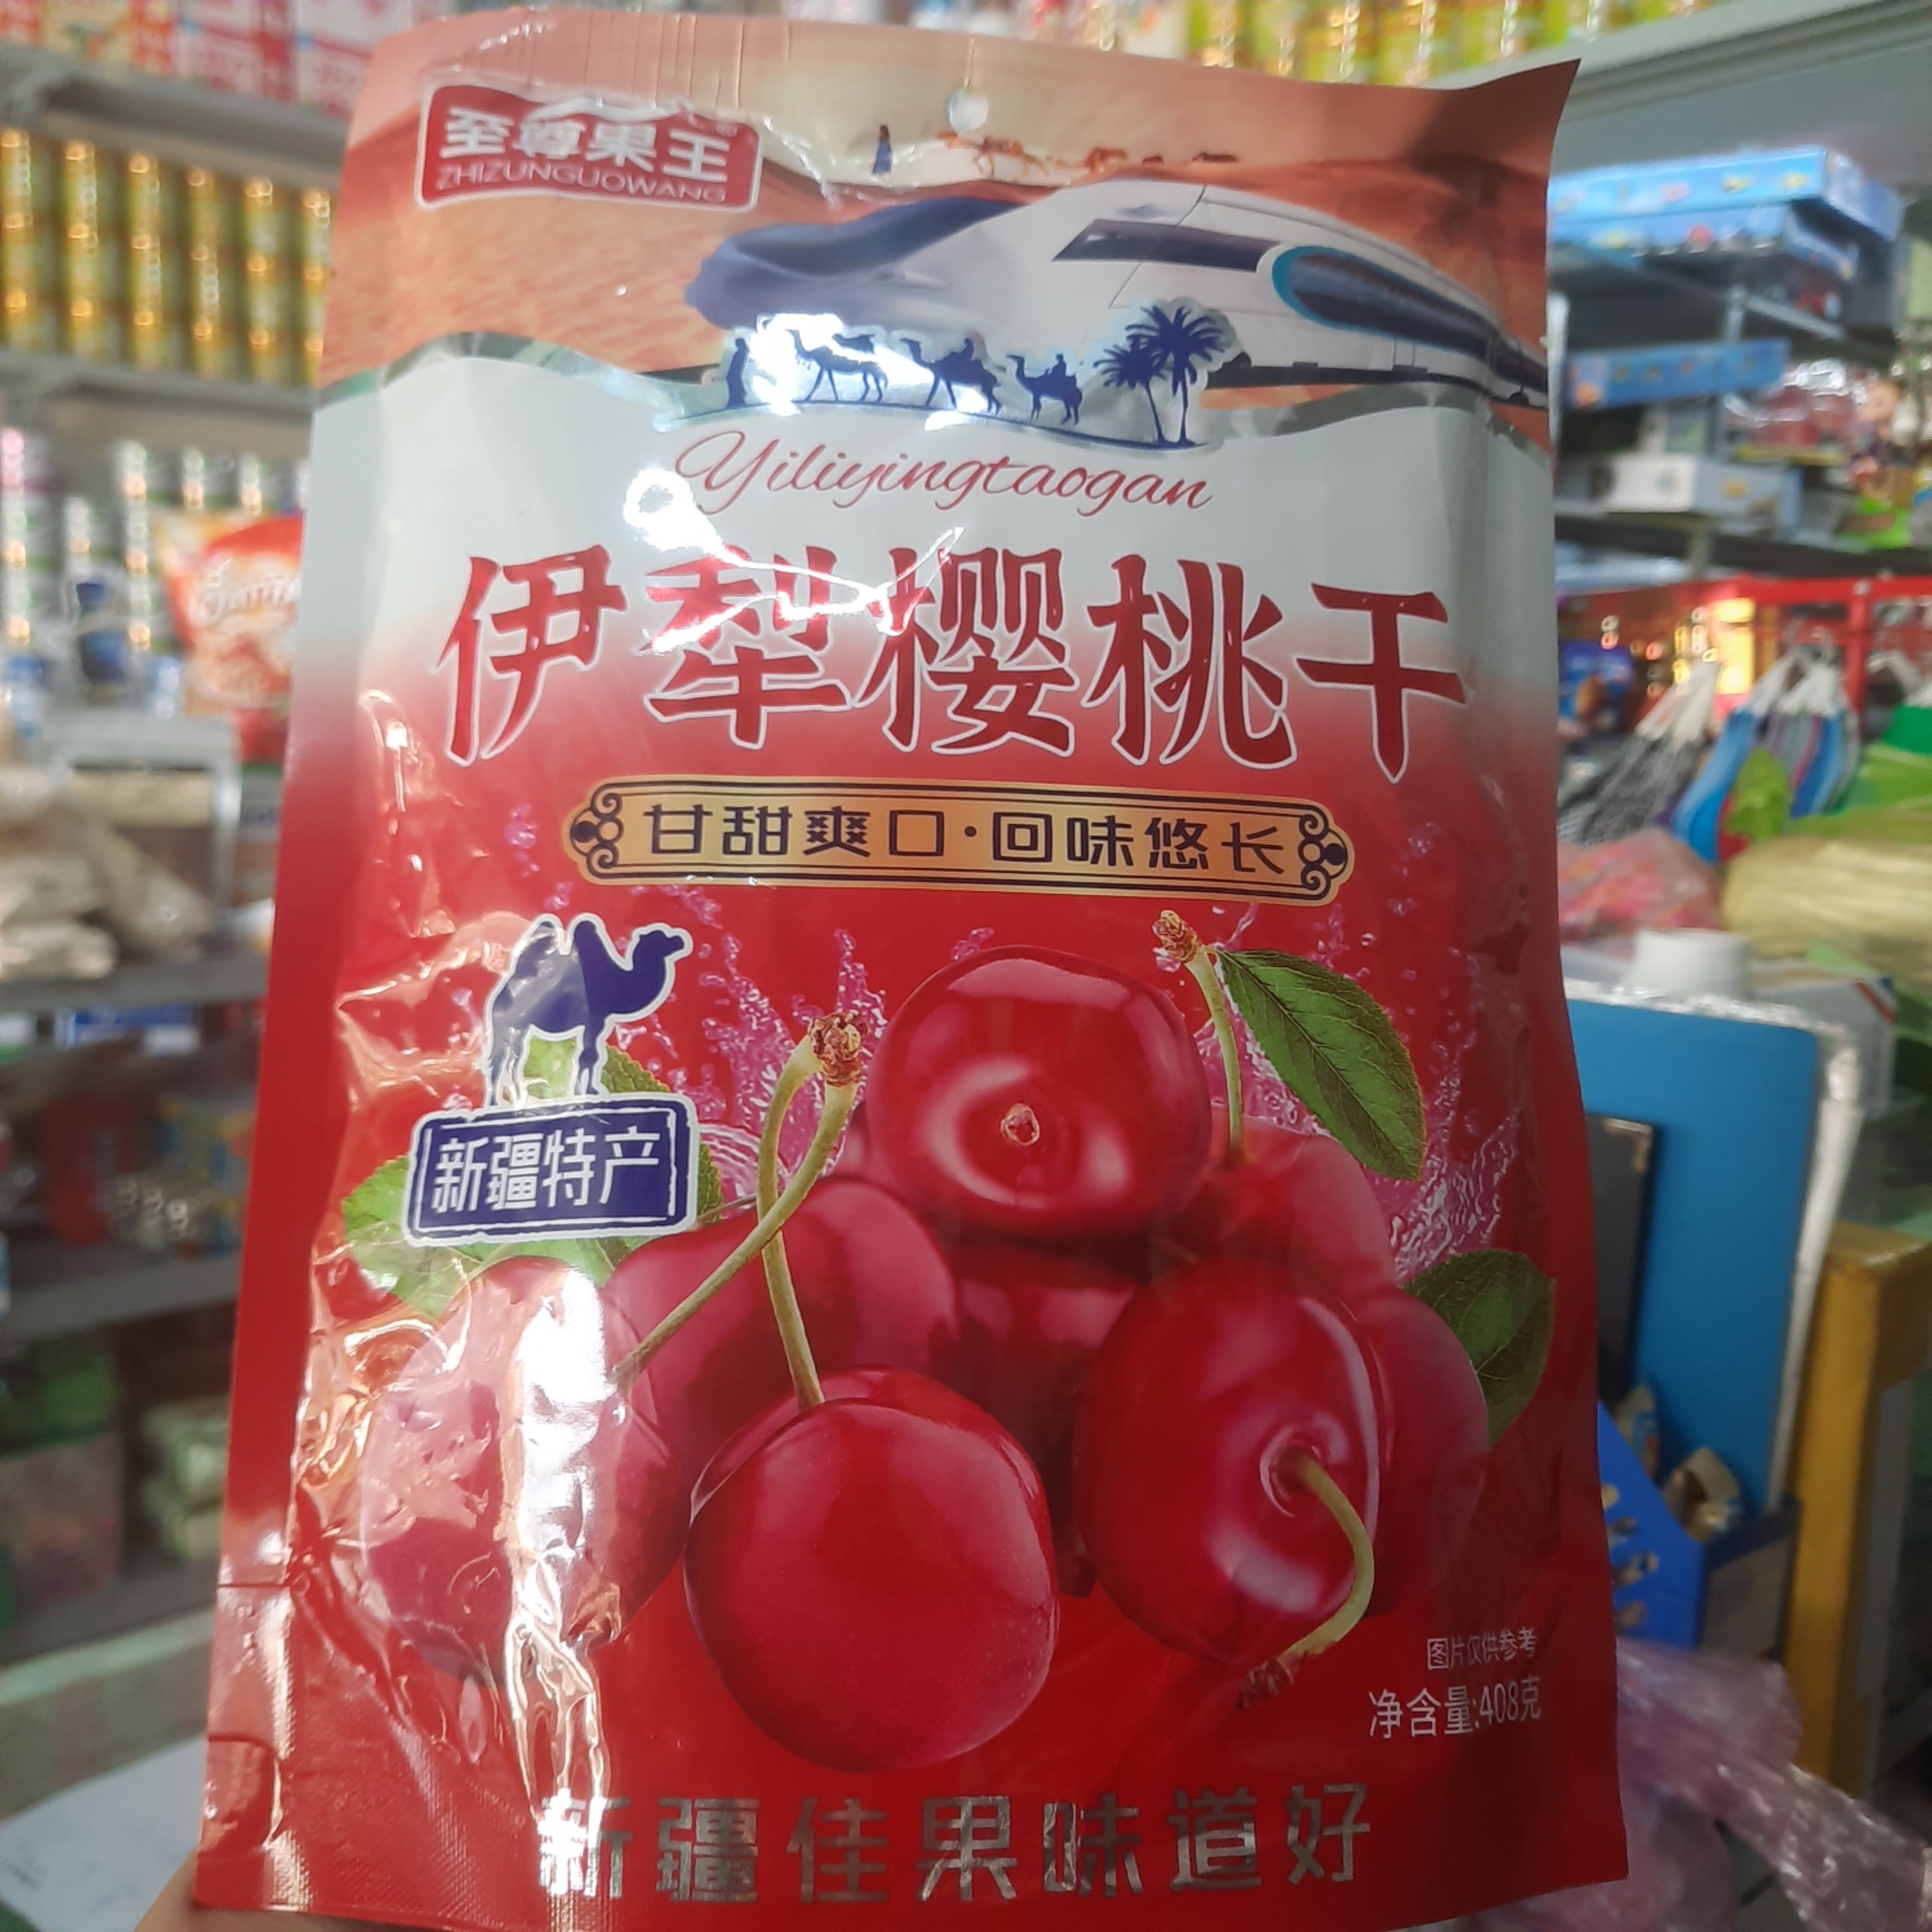 至尊果王
ZHIZUNGUOWANG
Yiliyingtaogan
伊犁樱桃干
甘甜爽口·回味悠长
新疆特产
图片仅供参考
净含量:408克
新疆佳果味道好